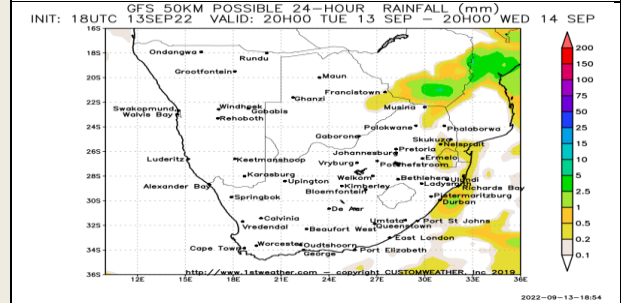 GFS 50KM POSSIBLE 24-HOUR RAINFALL (mm)
INIT: 18UTC 13SEP22 VALID: 20H00 TUE 13 SEP - 20H00 WED 14 SEP
16S
18S
20S
22S
24S
26S
28S
30S
32S
34S
36S
Ondangwa
Rundu
Grootfontein
Maun
Francistown
Ghanzi
Musina
Swakopmund
Windhoek
Gobabis
Walvis Bay
Rehoboth
Polokwane
Phalaborwa
Gaborone
Skukuza
Nelspruit
Pretoria
Johannesburg
Ermelo
Luderitz
Keetmanshoop
Vryburg
Potchefstroom
Karasburg
Upington
Welkom
Bethlehem
Ulundi
Alexander Bay
Kimberley
Ladysmith
Richards Bay
Bloemfontein
Springbok
Pietermaritzburg
Durban
De Aar
Calvinia
Umtata
Port St Johns
Vredendal
Beaufort West
Queenstown
East London
Cape Town
Worcester
Oudtshoorn
George
Port Elizabeth
http://www.1stweather.com - copyright CUSTOMWEATHER, Inc 2019
12E 15E 18E 21E 24E 27E 30E 33E 36E
200
150
100
75
50
25
15
10
5
2.5
1
0.5
0.2
0.1
2022-09-13-18:54